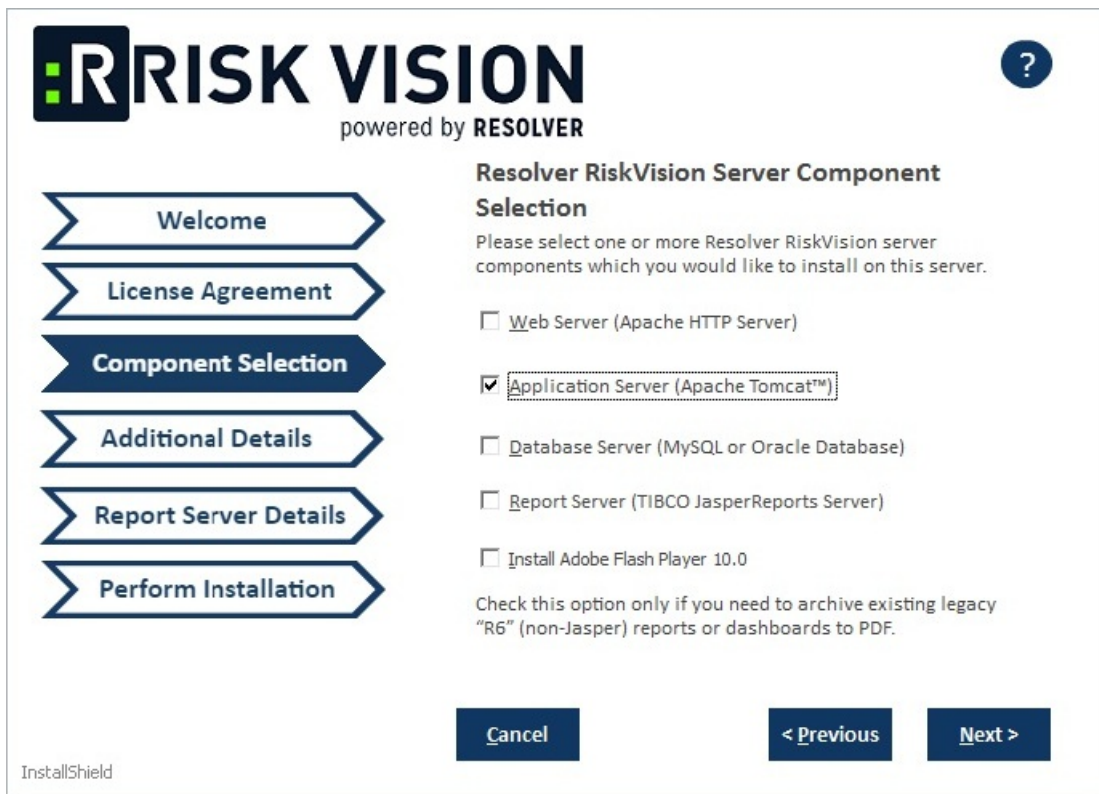 :R RISK VISION
powered by RESOLVER
?
Welcome
License Agreement
Component Selection
Additional Details
Report Server Details
Perform Installation
Resolver RiskVision Server Component
Selection
Please select one or more Resolver RiskVision server
components which you would like to install on this server.
Web Server (Apache HTTP Server)
Application Server (Apache Tomcat™)
Database Server (MySQL or Oracle Database)
Report Server (TIBCO JasperReports Server)
Install Adobe Flash Player 10.0
Check this option only if you need to archive existing legacy
“R6” (non-Jasper) reports or dashboards to PDF.
Cancel
< Previous
Next >
InstallShield